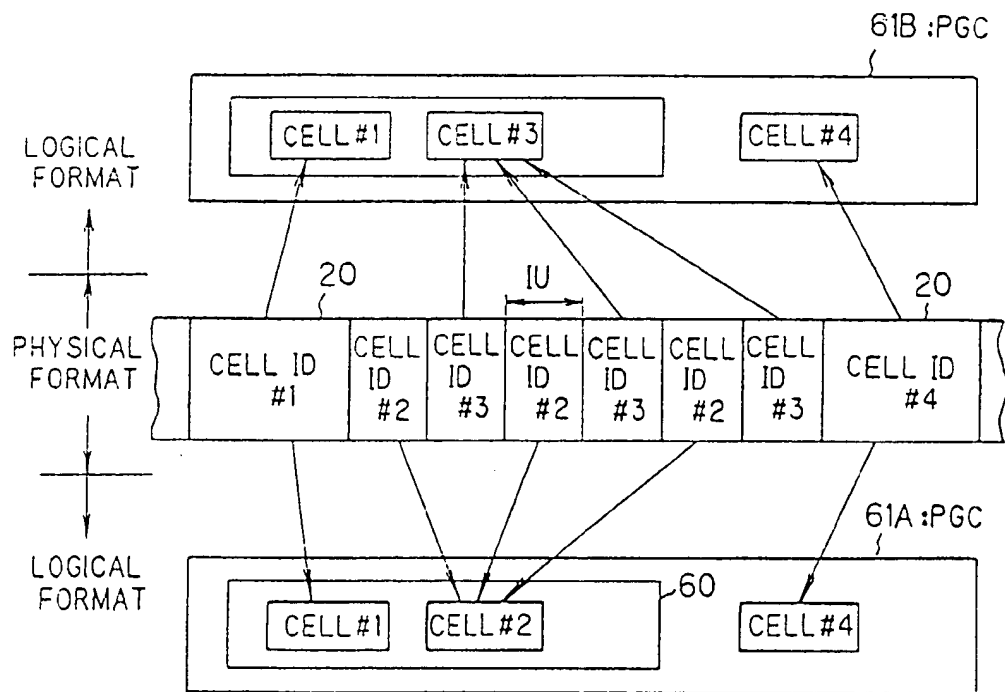 61B:PGC
CELL#1
CELL#3
CELL#4
LOGICAL
FORMAT
20
IU
20
PHYSICAL
FORMAT
CELL ID
#1
CELL
ID
#2
CELL
ID
#3
CELL
ID
#2
CELL
ID
#3
CELL
ID
#2
CELL
ID
#3
CELL ID
#4
61A:PGC
LOGICAL
FORMAT
60
CELL#1
CELL#2
CELL#4